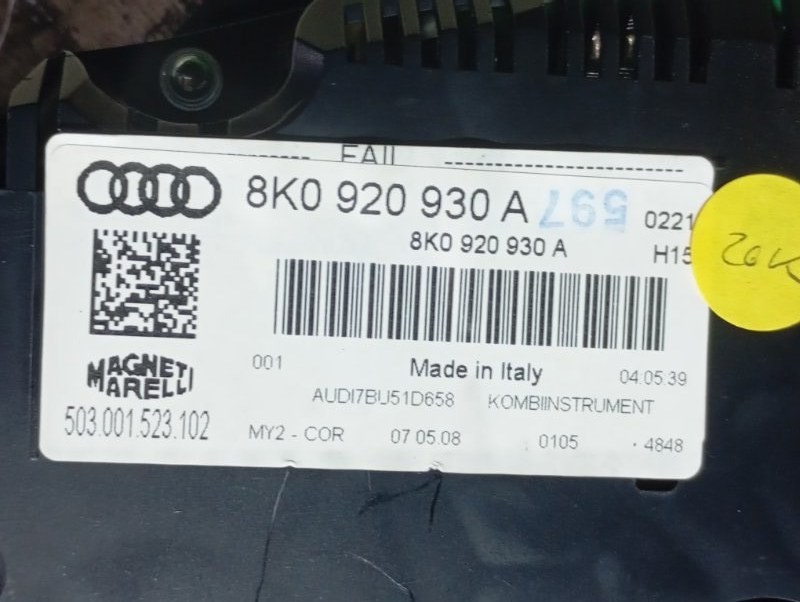 8K0 920 930 A 597 0221
8K0 920 930 A
H15
MAGNETI
MARELLI
503.001.523.102
001
Made in Italy
04:05:39
AUDI7BU51D658 KOMBIINSTRUMENT
MY2 - COR 07 05.08 0105 · 4848